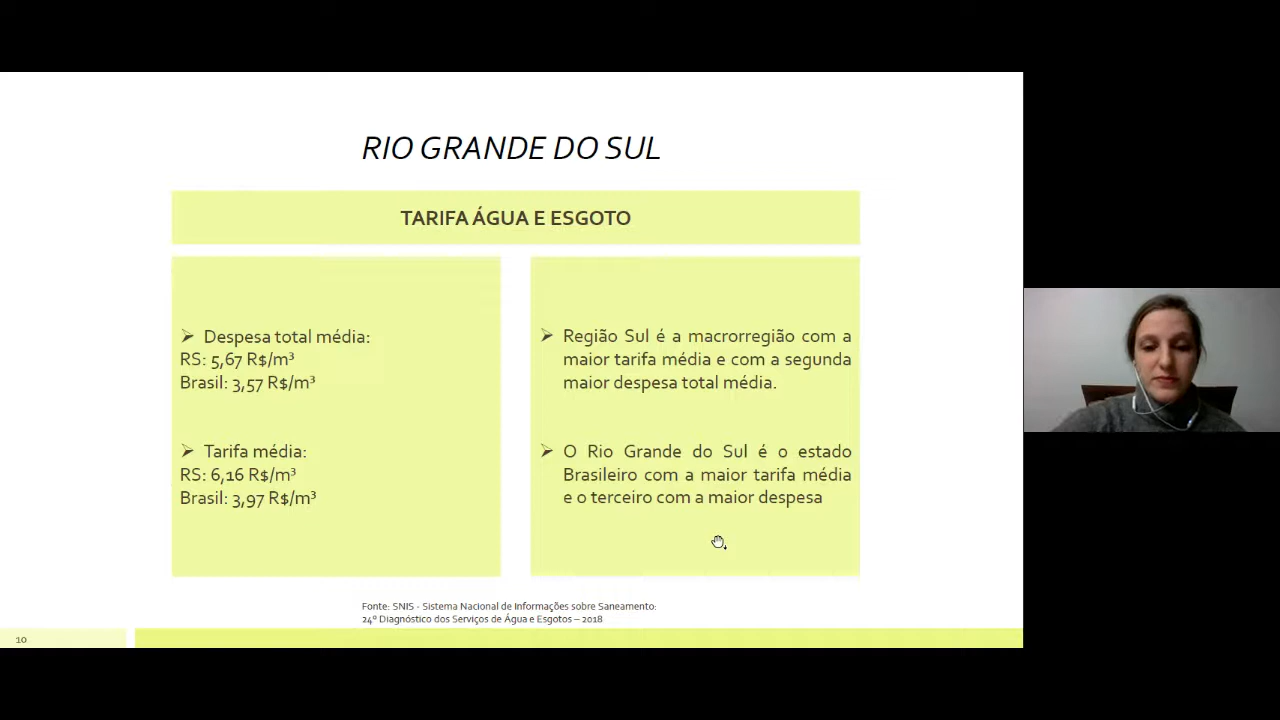 RIO GRANDE DO SUL
TARIFA ÁGUA E ESGOTO
➢ Despesa total média:
RS: 5,67 R$/m³
Brasil: 3,57 R$/m³
➢ Tarifa média:
RS: 6,16 R$/m³
Brasil: 3,97 R$/m³
➢ Região Sul é a macrorregião com a
maior tarifa média e com a segunda
maior despesa total média.
➢ O Rio Grande do Sul é o estado
Brasileiro com a maior tarifa média
e o terceiro com a maior despesa
Fonte: SNIS - Sistema Nacional de Informações sobre Saneamento:
24º Diagnóstico dos Serviços de Água e Esgotos – 2018
10